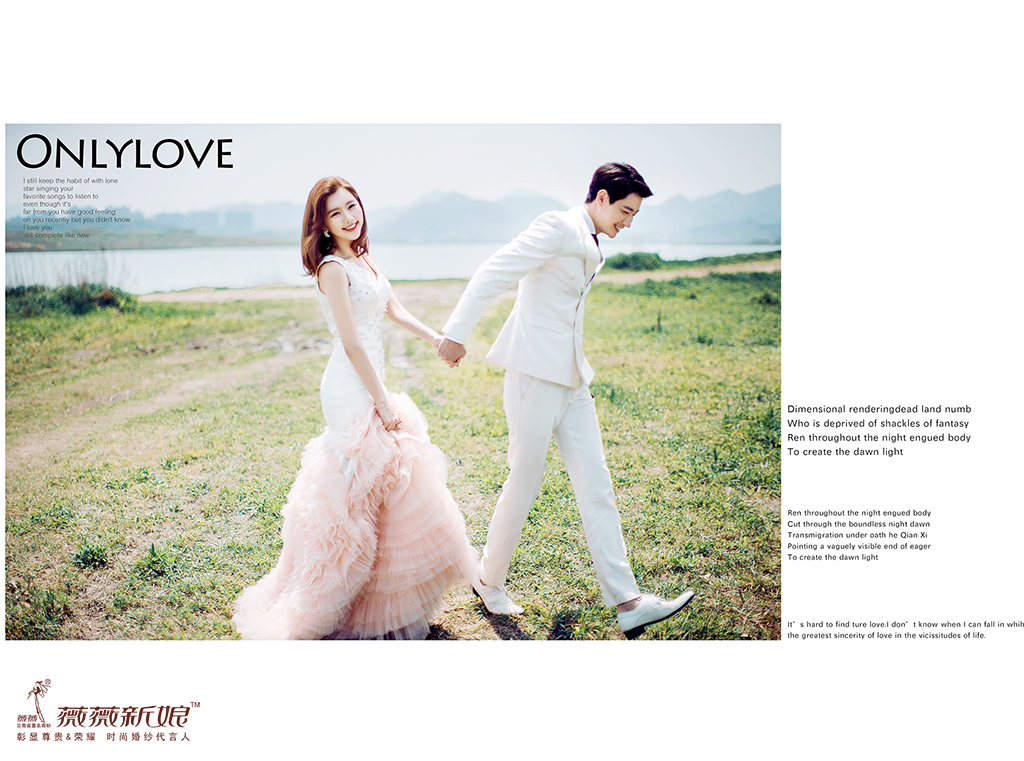 ONLYLOVE
I still keep the habit of with lone
star singing your
favorite songs to listen to
even though it's
far from you have good feeling
on you recently but you didn't know
I love you
still complete like now
Dimensional renderingdead land numb
Who is deprived of shackles of fantasy
Ren throughout the night engued body
To create the dawn light
Ren throughout the night engued body
Cut through the boundless night dawn
Transmigration under oath he Qian Xi
Pointing a vaguely visible end of eager
To create the dawn light
It's hard to find ture love.I don't know when I can fall in whih
the greatest sincerity of love in the vicissitudes of life.
®
薇薇
云南省著名商标
薇薇新娘™
彰显尊贵&荣耀 时尚婚纱代言人